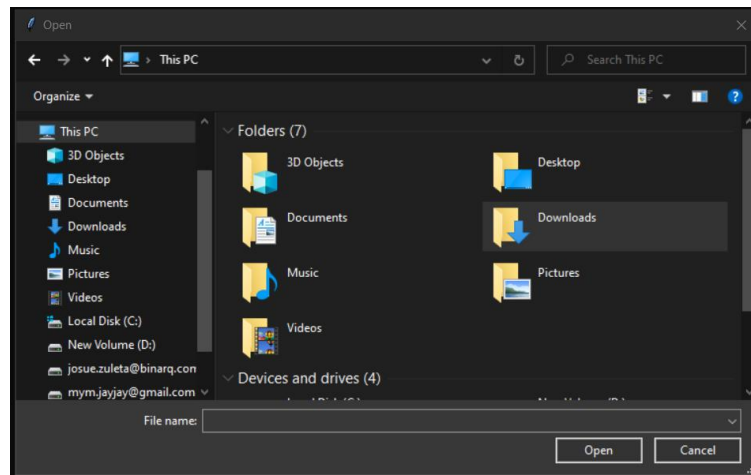 Open
This PC
Search This PC
Organize
This PC
3D Objects
Desktop
Documents
Downloads
Music
Pictures
Videos
Local Disk (C:)
New Volume (D:)
josue.zuleta@binarq.con
mym.jayjay@gmail.com
Folders (7)
3D Objects
Desktop
Documents
Downloads
Music
Pictures
Videos
Devices and drives (4)
File name:
Open
Cancel